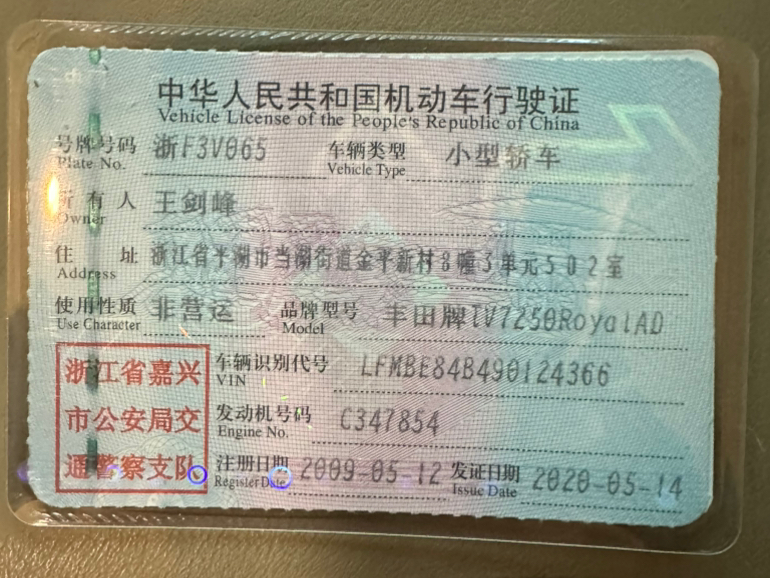 中华人民共和国机动车行驶证
Vehicle License of the People's Republic of China
号牌号码 浙F3V065 车辆类型 小型轿车
Plate No. Vehicle Type
所有人 王剑峰
Owner
住址 浙江省平湖市当湖街道金平新村8幢3单元502室
Address
使用性质 非营运 品牌型号 丰田牌TV7250RoyalAD
Use Character Model
浙江省嘉兴
市公安局交
通警察支队
车辆识别代号 LFMBE84B490124366
VIN
发动机号码 C347854
Engine No.
注册日期 2009-05-12 发证日期 2020-05-14
Register Date Issue Date